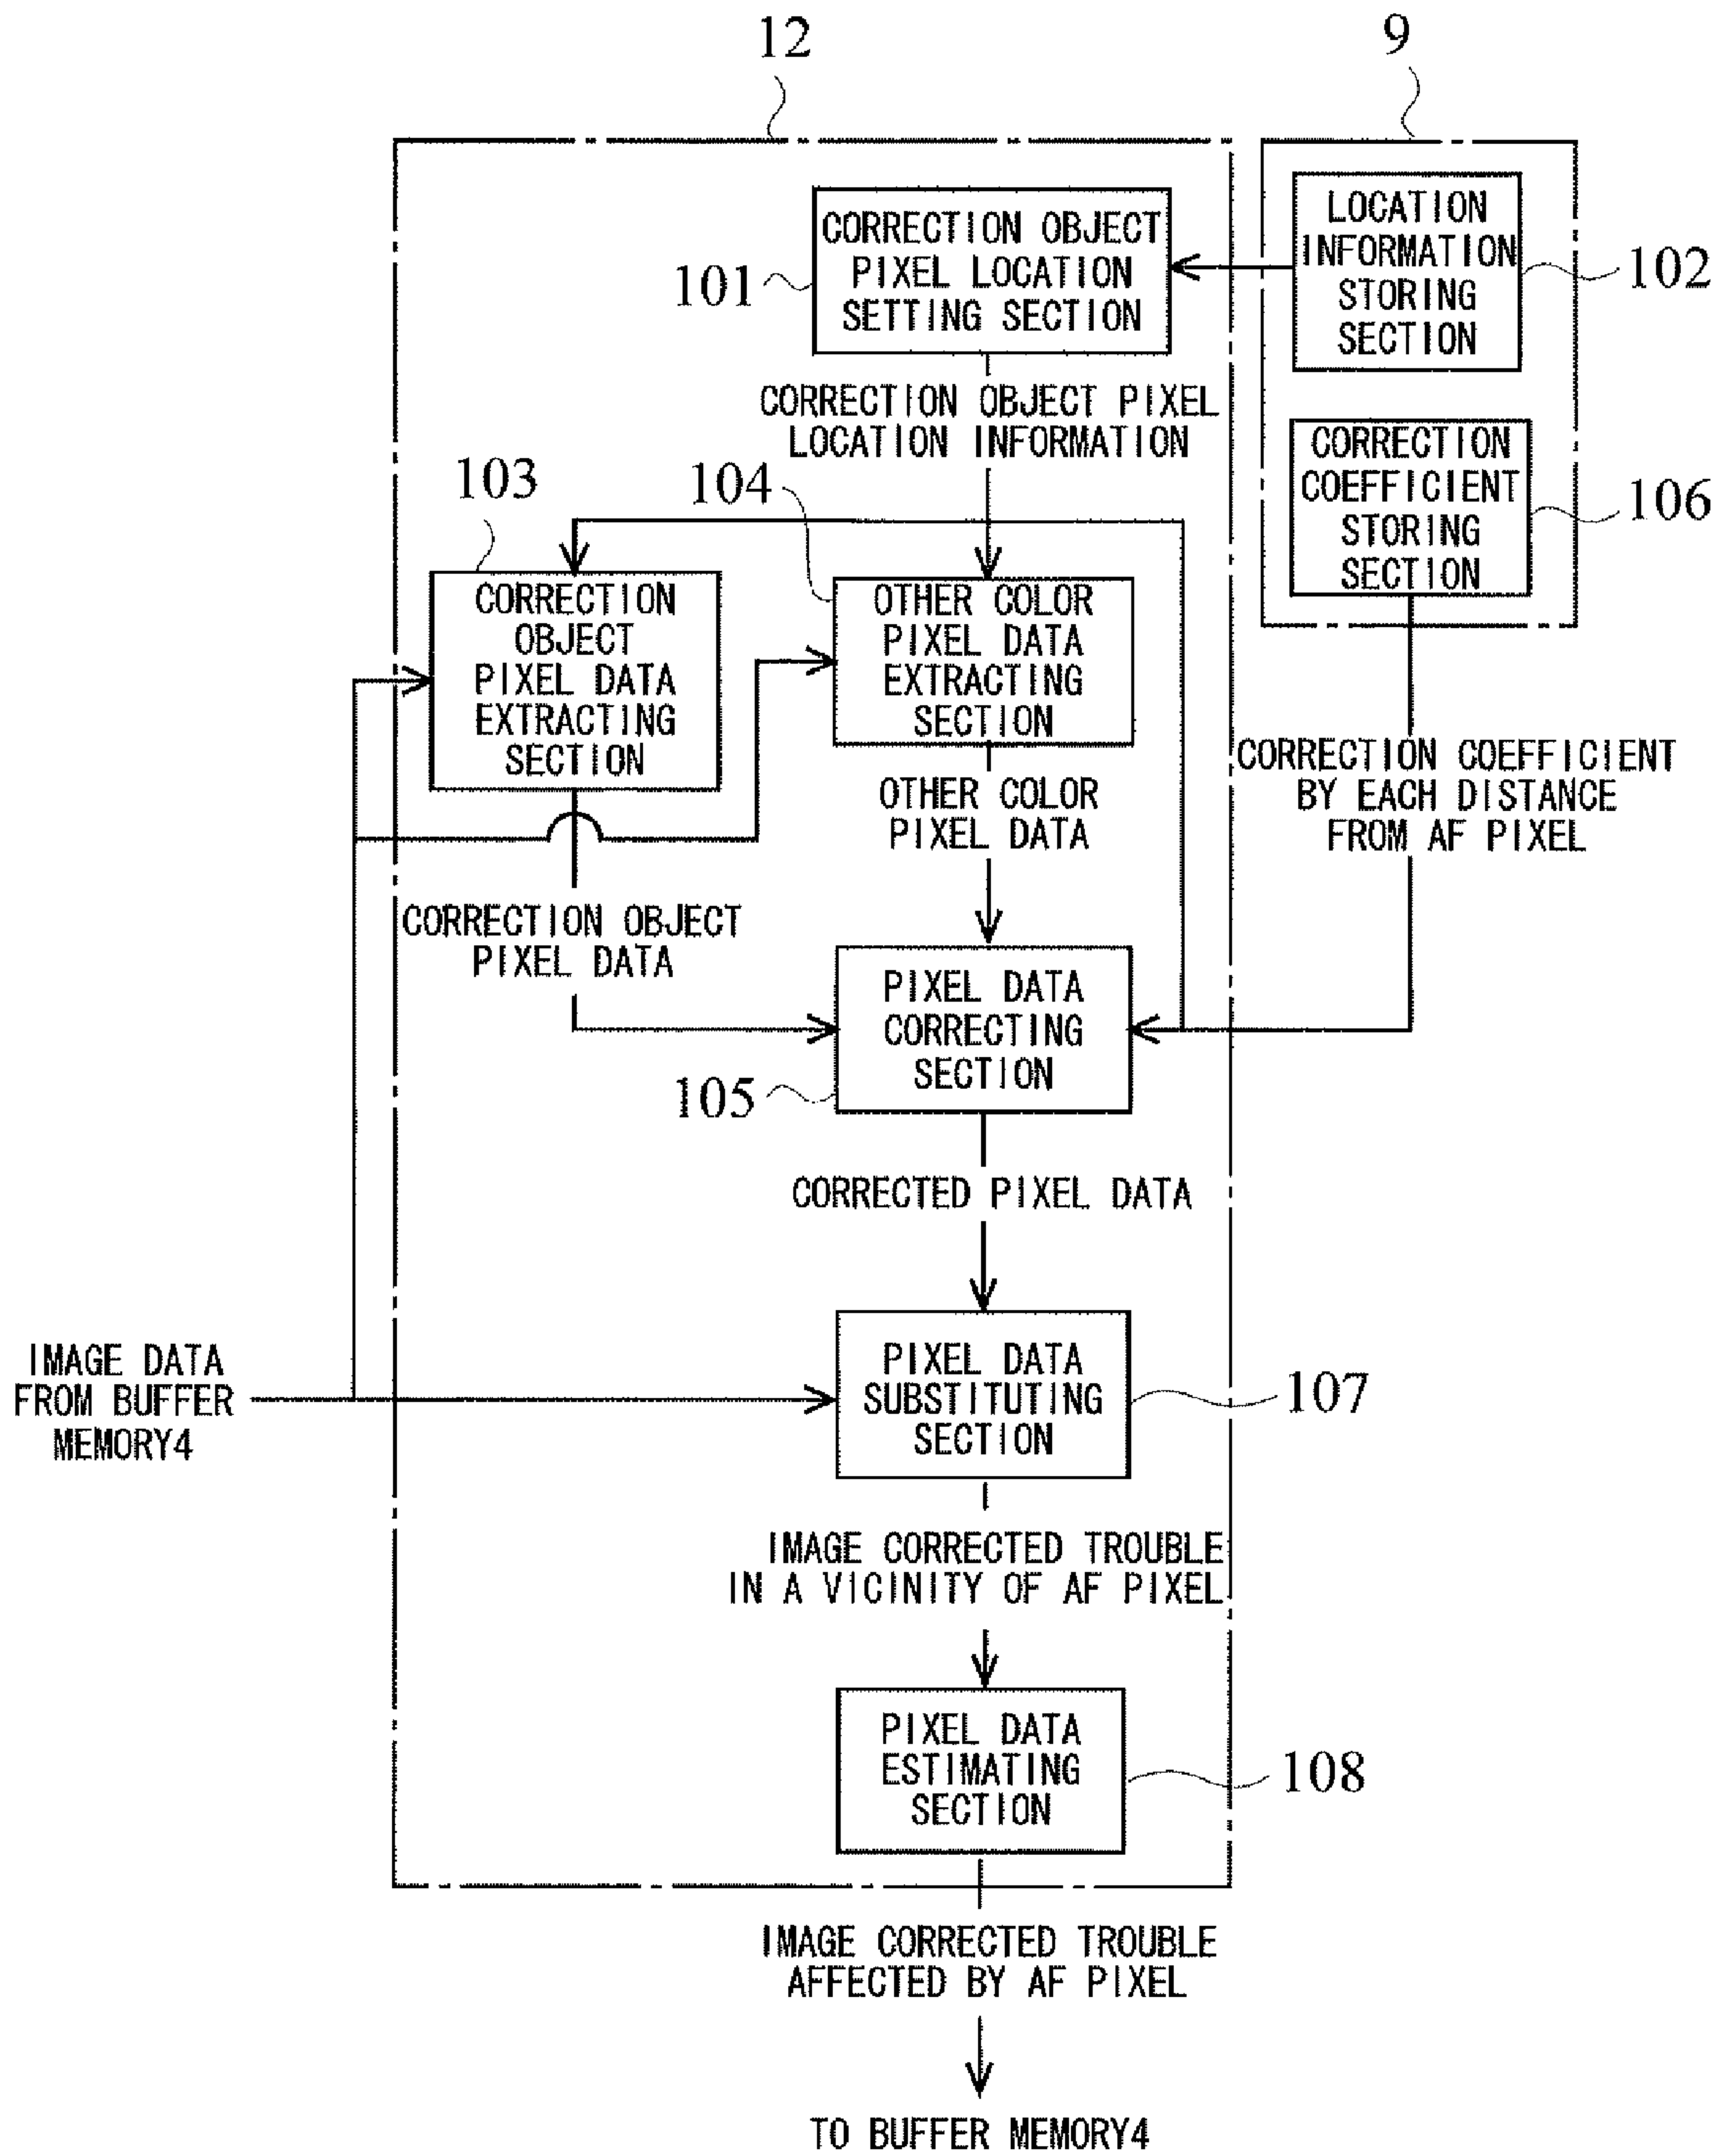 12
9
CORRECTION OBJECT
PIXEL LOCATION
SETTING SECTION
101
LOCATION
INFORMATION
STORING
SECTION
102
CORRECTION OBJECT PIXEL
LOCATION INFORMATION
CORRECTION
COEFFICIENT
STORING
SECTION
106
103
104
CORRECTION
OBJECT
PIXEL DATA
EXTRACTING
SECTION
OTHER COLOR
PIXEL DATA
EXTRACTING
SECTION
OTHER COLOR
PIXEL DATA
CORRECTION COEFFICIENT
BY EACH DISTANCE
FROM AF PIXEL
CORRECTION OBJECT
PIXEL DATA
PIXEL DATA
CORRECTING
SECTION
105
CORRECTED PIXEL DATA
IMAGE DATA
FROM BUFFER
MEMORY4
PIXEL DATA
SUBSTITUTING
SECTION
107
IMAGE CORRECTED TROUBLE
IN A VICINITY OF AF PIXEL
PIXEL DATA
ESTIMATING
SECTION
108
IMAGE CORRECTED TROUBLE
AFFECTED BY AF PIXEL
TO BUFFER MEMORY4